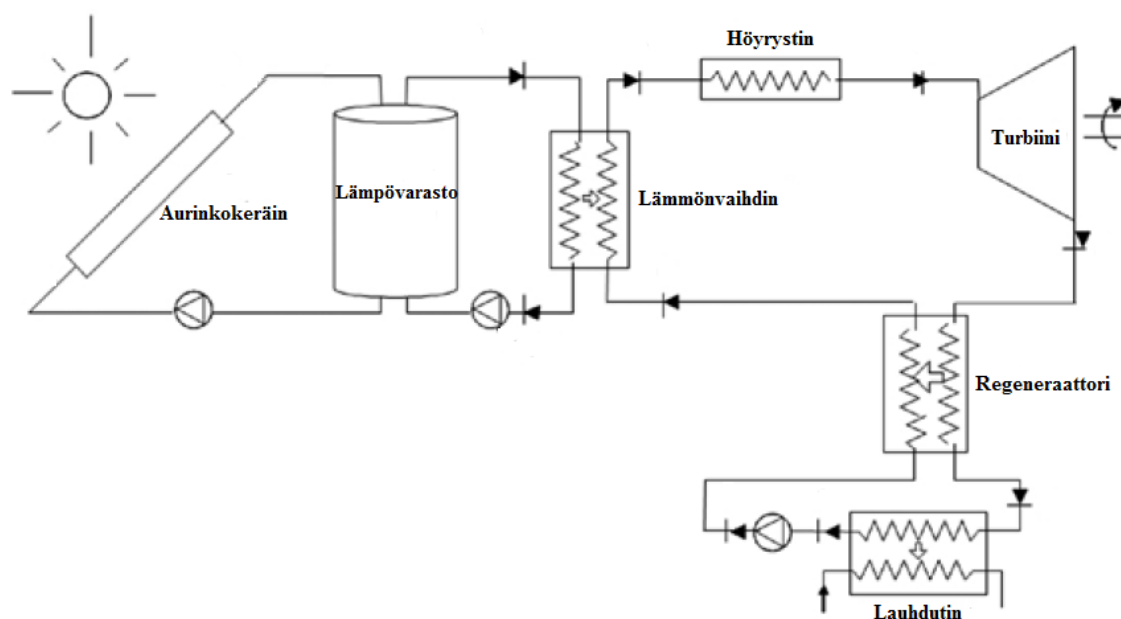 Höyrystin
Turbiini
Aurinkokeräin
Lämpövarasto
Lämmönvaihdin
Regeneraattori
Lauhdutin